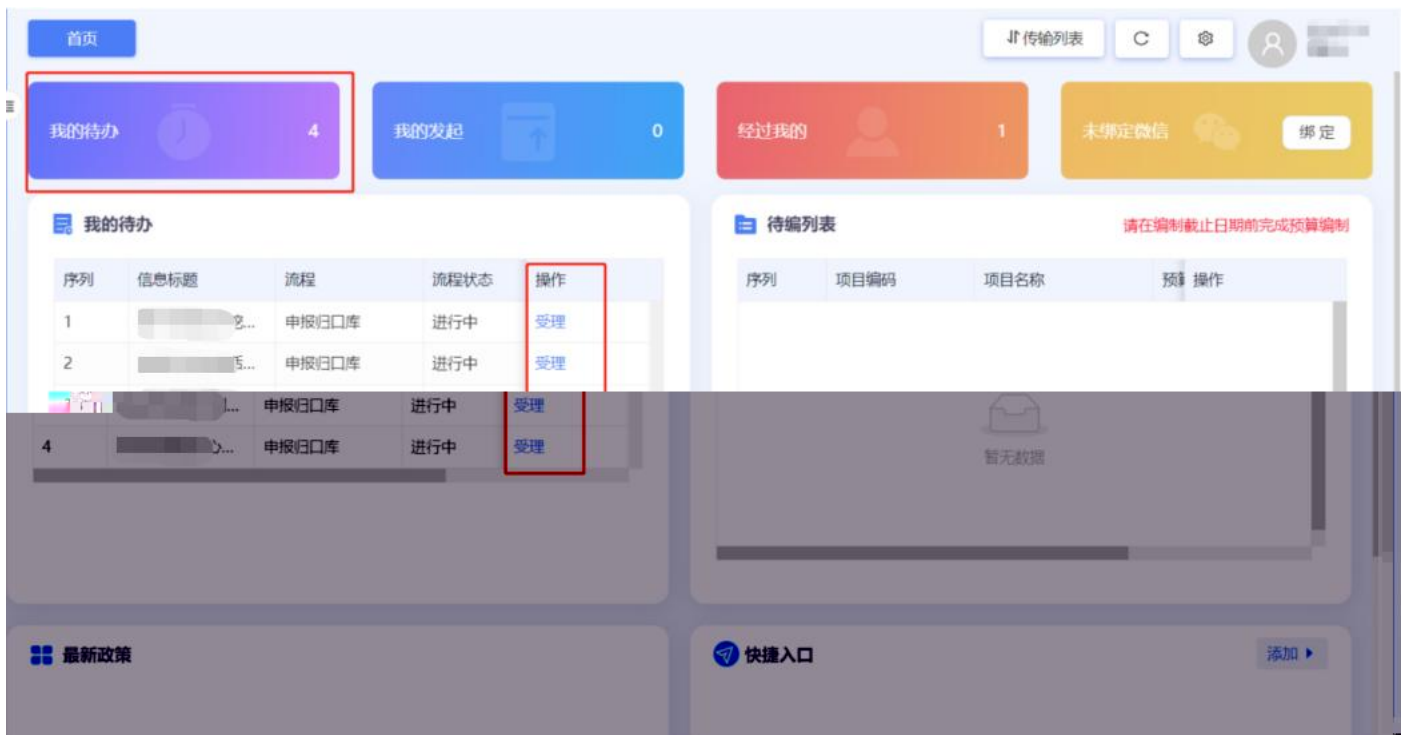 首页
传输列表
我的待办 4
我的发起 0
经过我的 1
未绑定微信 绑定
我的待办
序列 信息标题 流程 流程状态 操作
1 ... 申报归口库 进行中 受理
2 ... 申报归口库 进行中 受理
... 申报归口库 进行中 受理
4 心... 申报归口库 进行中 受理
待编列表 请在编制截止日期前完成预算编制
序列 项目编码 项目名称 操作
暂无数据
最新政策
快捷入口 添加